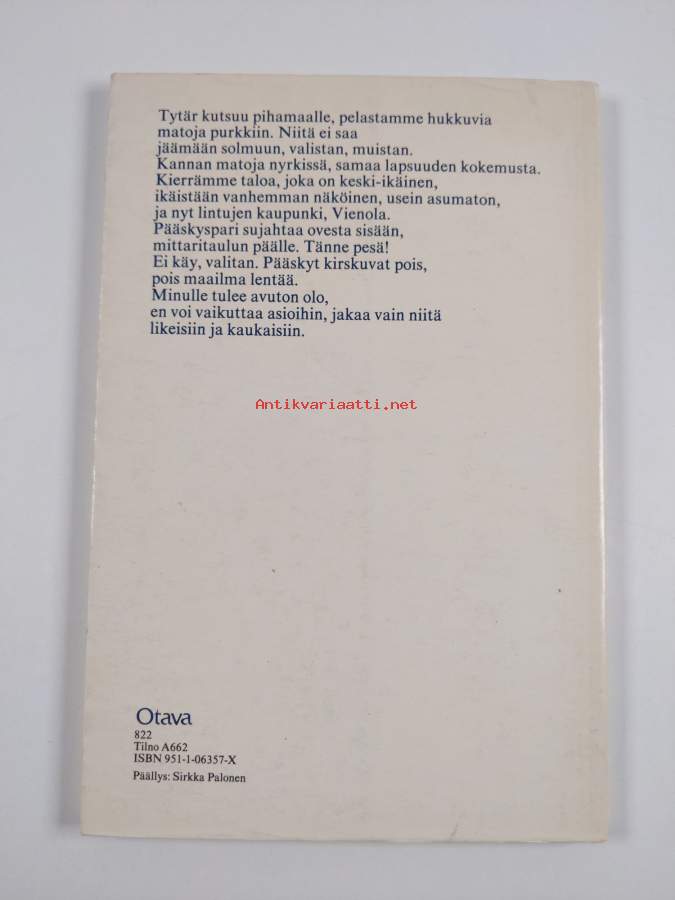 Tytär kutsuu pihamaalle, pelastamme hukkuvia
matoja purkkiin. Niitä ei saa
jäämään solmuun, valistan, muistan.
Kannan matoja nyrkissä, samaa lapsuuden kokemusta.
Kierrämme taloa, joka on keski-ikäinen,
ikäistään vanhemman näköinen, usein asumaton,
ja nyt lintujen kaupunki, Vienola.
Pääskyspari sujahtaa ovesta sisään,
mittaritaulun päälle. Tänne pesä!
Ei käy, valitan. Pääskyt kirskuvat pois,
pois maailma lentää.
Minulle tulee avuton olo,
en voi vaikuttaa asioihin, jakaa vain niitä
likeisiin ja kaukaisiin.
Antikvariaatti.net
Otava
822
Tilno A662
ISBN 951-1-06357-X
Päällys: Sirkka Palonen